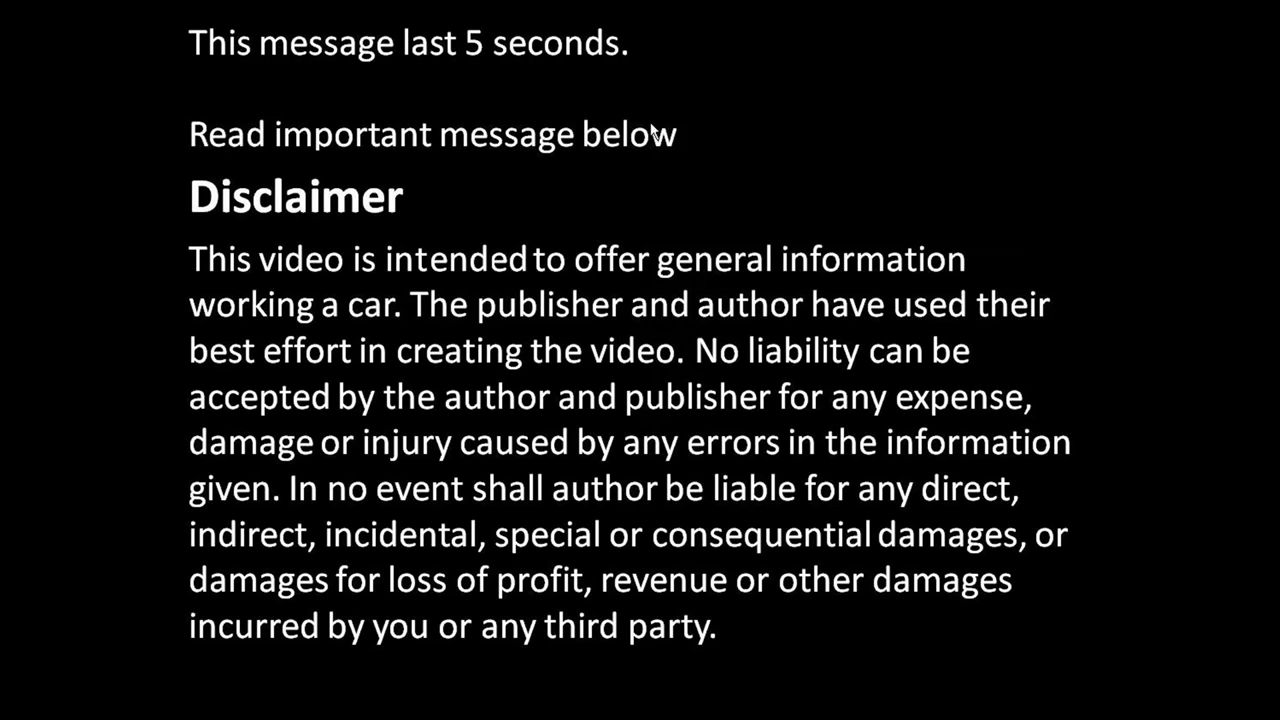 This message last 5 seconds.
Read important message below
Disclaimer
This video is intended to offer general information
working a car. The publisher and author have used their
best effort in creating the video. No liability can be
accepted by the author and publisher for any expense,
damage or injury caused by any errors in the information
given. In no event shall author be liable for any direct,
indirect, incidental, special or consequential damages, or
damages for loss of profit, revenue or other damages
incurred by you or any third party.